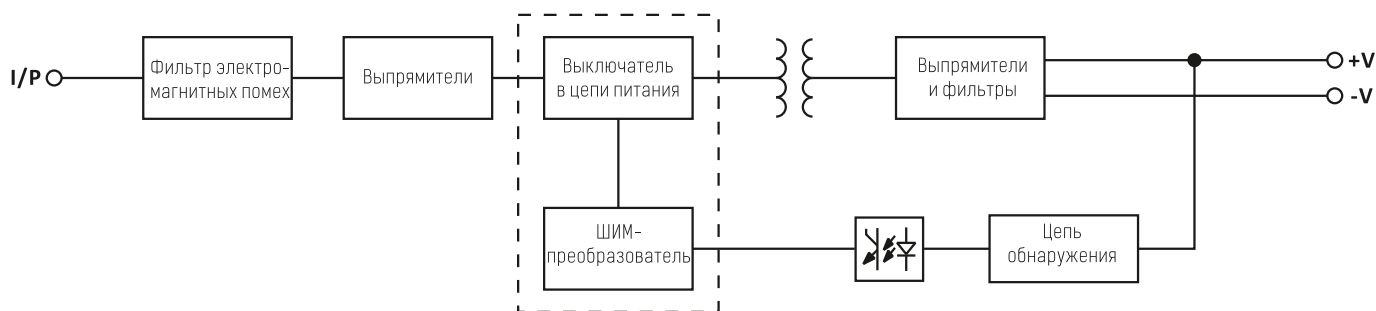 I/P
Фильтр электро-
магнитных помех
Выпрямители
Выключатель
в цепи питания
Выпрямители
и фильтры
+V
-V
ШИМ-
преобразователь
Цепь
обнаружения